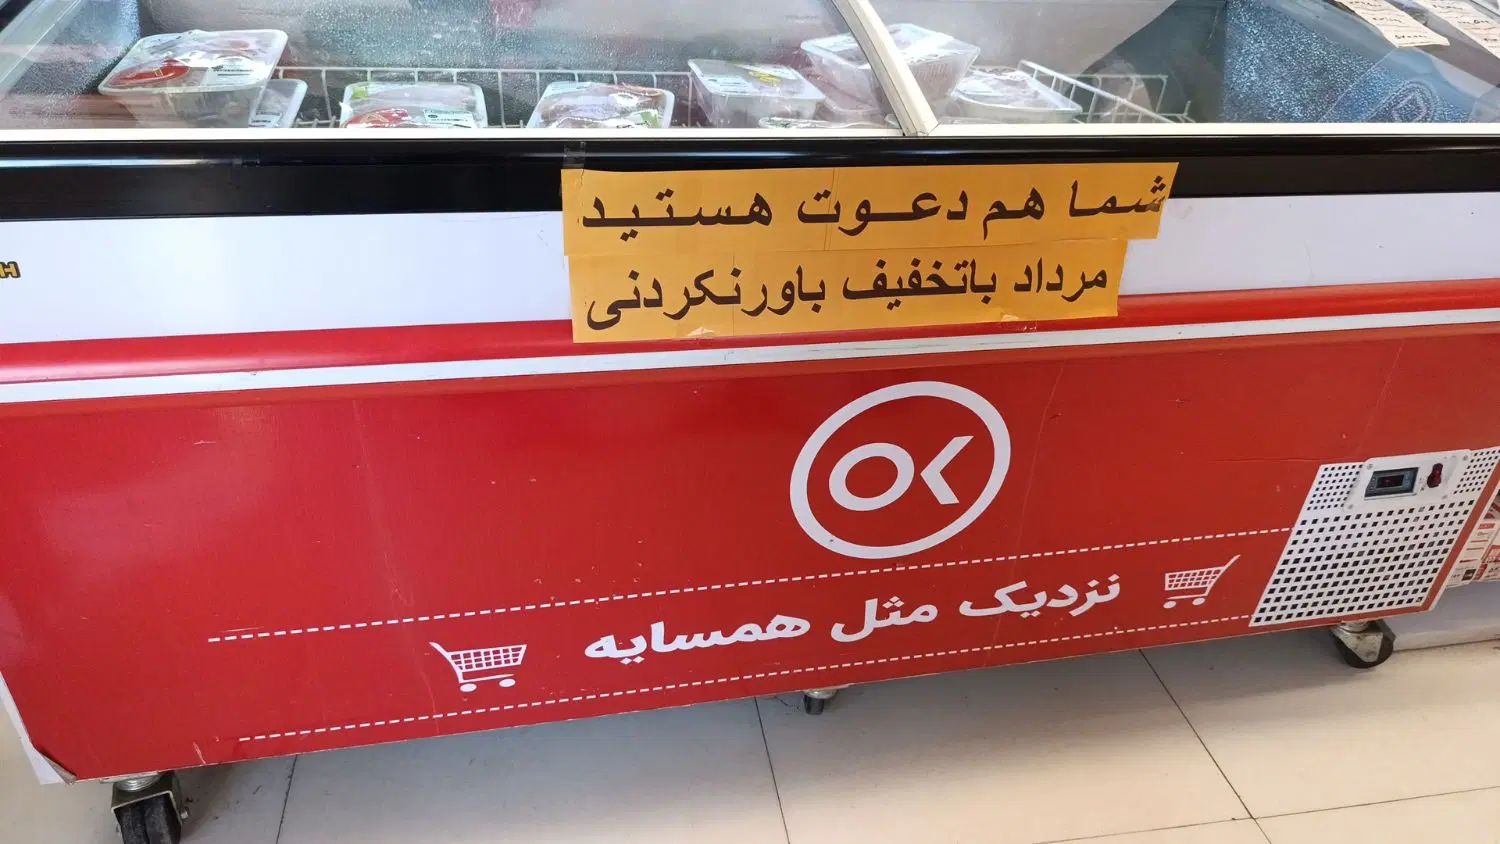 شما هم دعوت هستید
مرداد باتخفیف باورنکردنی
OK
نزدیک مثل همسایه